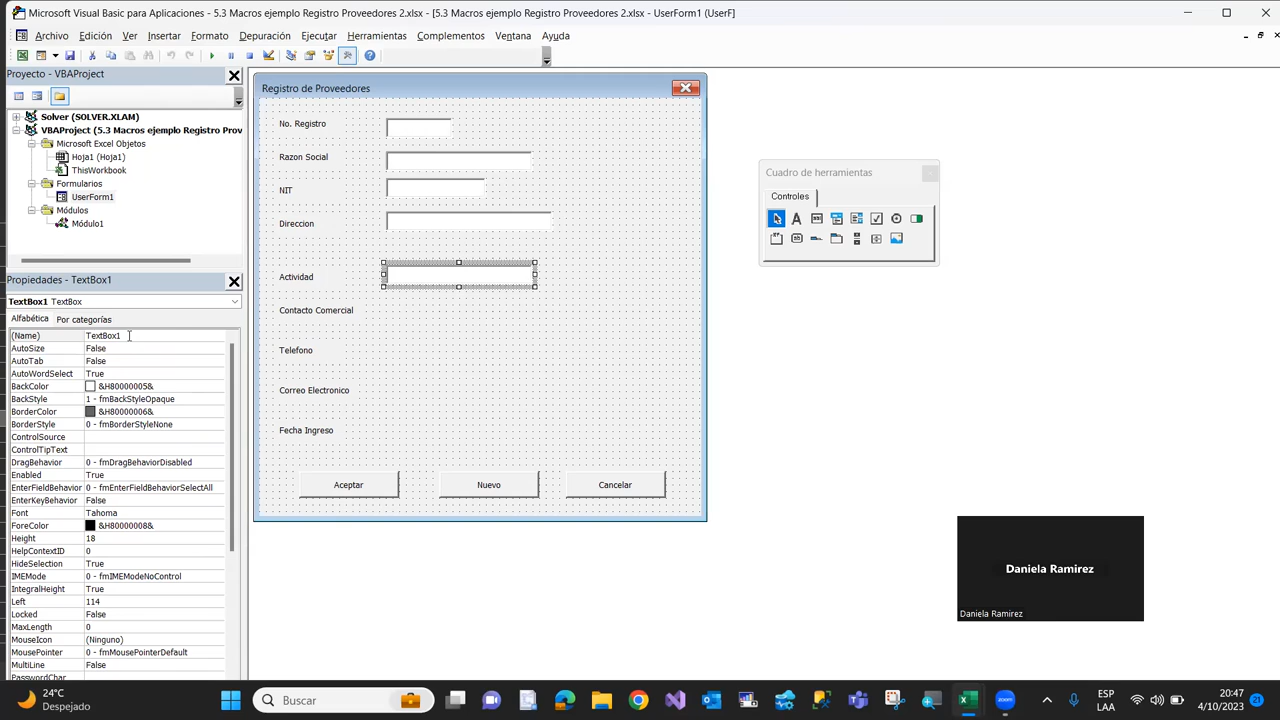 Microsoft Visual Basic para Aplicaciones - 5.3 Macros ejemplo Registro Proveedores 2.xlsx - [5.3 Macros ejemplo Registro Proveedores 2.xlsx - UserForm1 (UserF]
Archivo Edición Ver Insertar Formato Depuración Ejecutar Herramientas Complementos Ventana Ayuda
Proyecto - VBAProject
Solver (SOLVER.XLAM)
VBAProject (5.3 Macros ejemplo Registro Prov
Microsoft Excel Objetos
Hoja1 (Hoja1)
ThisWorkbook
Formularios
UserForm1
Módulos
Módulo1
Propiedades - TextBox1
TextBox1 TextBox
Alfabética Por categorías
(Name) TextBox1
AutoSize False
AutoTab False
AutoWordSelect True
BackColor &H80000005&
BackStyle 1 - fmBackStyleOpaque
BorderColor &H80000006&
BorderStyle 0 - fmBorderStyleNone
ControlSource
ControlTipText
DragBehavior 0 - fmDragBehaviorDisabled
Enabled True
EnterFieldBehavior 0 - fmEnterFieldBehaviorSelectAll
EnterKeyBehavior False
Font Tahoma
ForeColor &H80000008&
Height 18
HelpContextID 0
HideSelection True
IMEMode 0 - fmIMEModeNoControl
IntegralHeight True
Left 114
Locked False
MaxLength 0
MouseIcon (Ninguno)
MousePointer 0 - fmMousePointerDefault
MultiLine False
PasswordChar
Registro de Proveedores
No. Registro
Razon Social
NIT
Direccion
Actividad
Contacto Comercial
Telefono
Correo Electronico
Fecha Ingreso
Aceptar Nuevo Cancelar
Cuadro de herramientas
Controles
Daniela Ramirez
Daniela Ramirez
24°C
Despejado
Buscar
ESP
LAA
20:47
4/10/2023